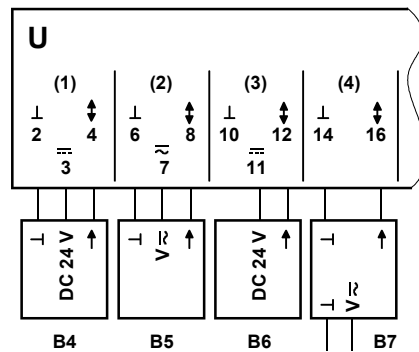 U
(1) (2) (3) (4)
⊥ ↕ ⊥ ↕ ⊥ ↕ ⊥ ↕
2 4 6 8 10 12 14 16
⎓ ≂ ⎓
3 7 11
⊥ DC 24 V ↑ ⊥ V ≂ ↑ DC 24 V ↑ ⊥ ↑
⊥ V ≂
B4 B5 B6 B7